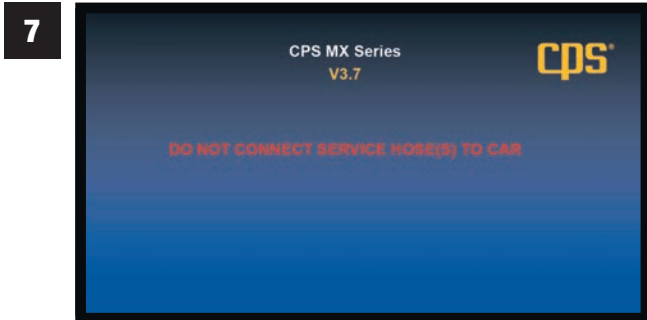 7
CPS MX Series
cps®
V3.7
DO NOT CONNECT SERVICE HOSE(S) TO CAR